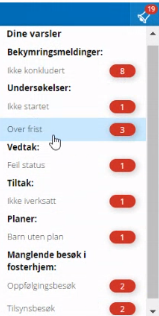 19
Dine varsler
Bekymringsmeldinger:
Ikke konkludert 8
Undersøkelser:
Ikke startet 1
Over frist 3
Vedtak:
Feil status 1
Tiltak:
Ikke iverksatt 1
Planer:
Barn uten plan 1
Manglende besøk i
fosterhjem:
Oppfølgingsbesøk 2
Tilsynsbesøk 2